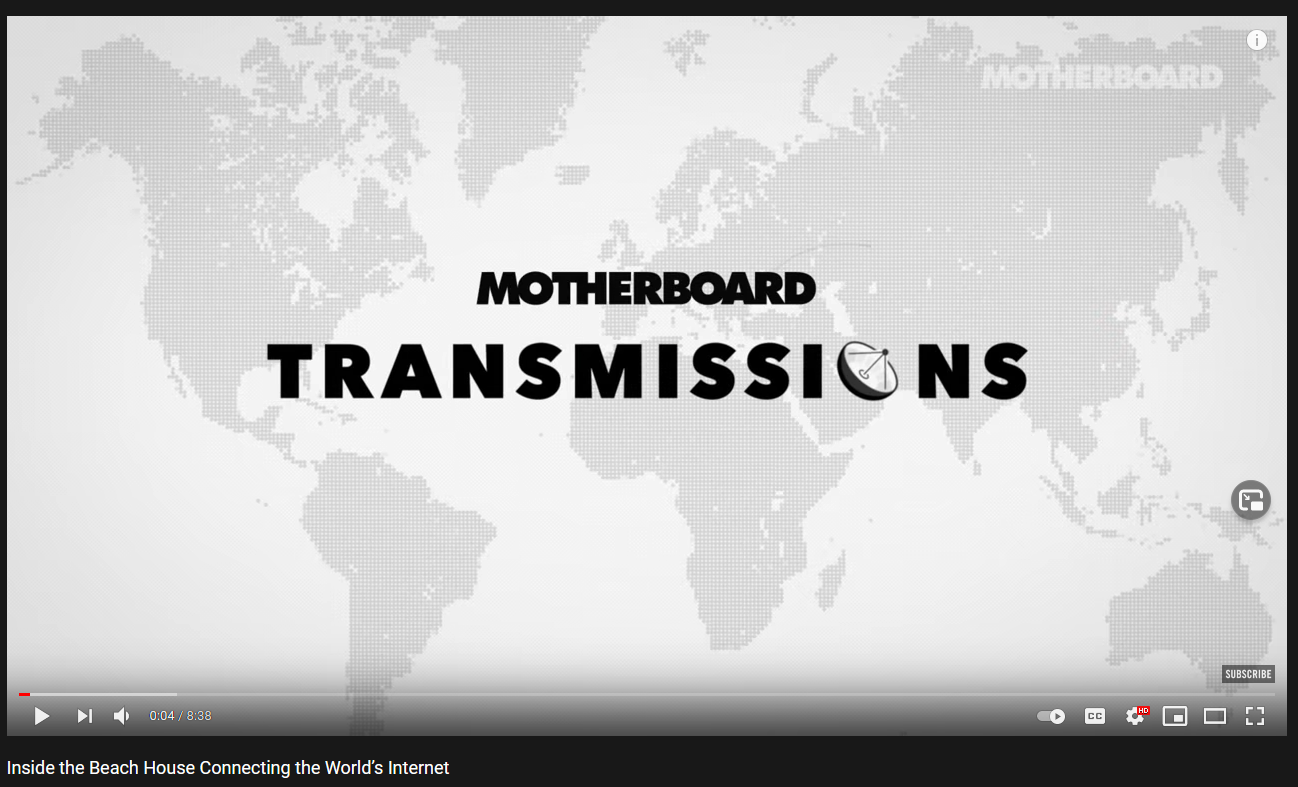 MOTHERBOARD
MOTHERBOARD
TRANSMISSIONS
SUBSCRIBE
0:04 / 8:38
CC
HD
Inside the Beach House Connecting the World’s Internet